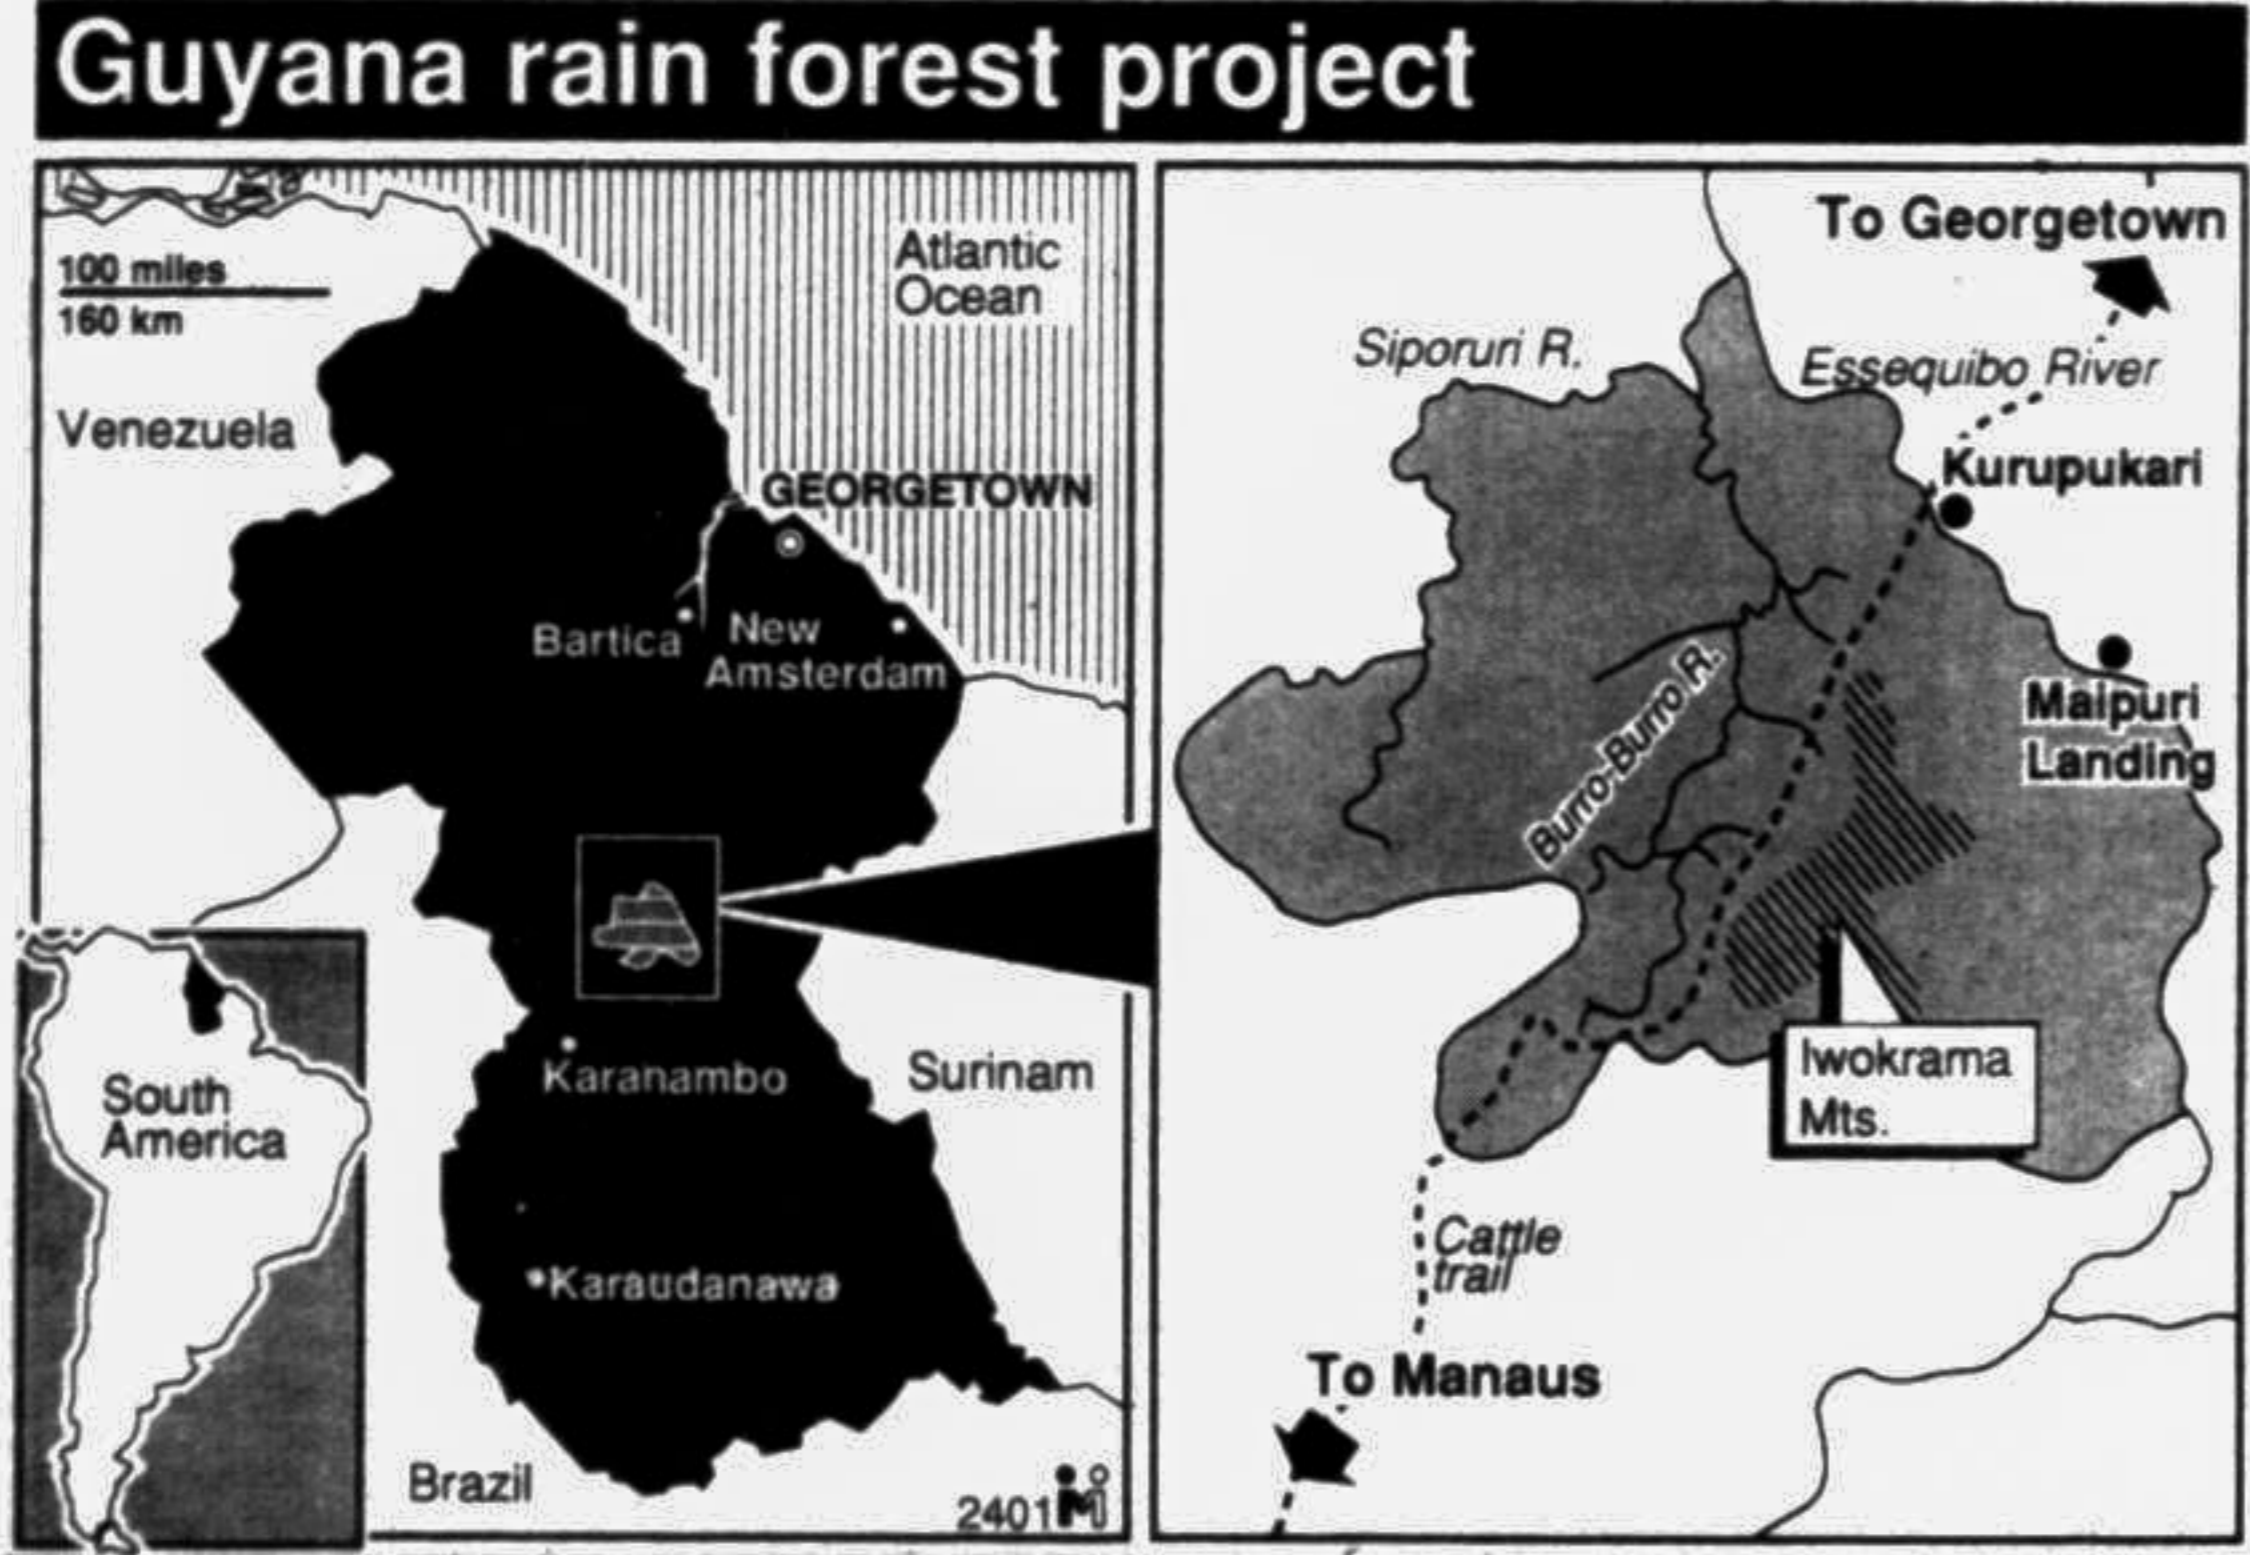 Guyana rain forest project
100 miles
160 km
Atlantic
Ocean
Venezuela
GEORGETOWN
Bartica
New
Amsterdam
Karanambo
Surinam
South
America
Karaudanawa
Brazil
2401
To Georgetown
Siporuri R.
Essequibo River
Kurupukari
Burro-Burro R.
Maipuri
Landing
Iwokrama
Mts.
Cattle
trail
To Manaus